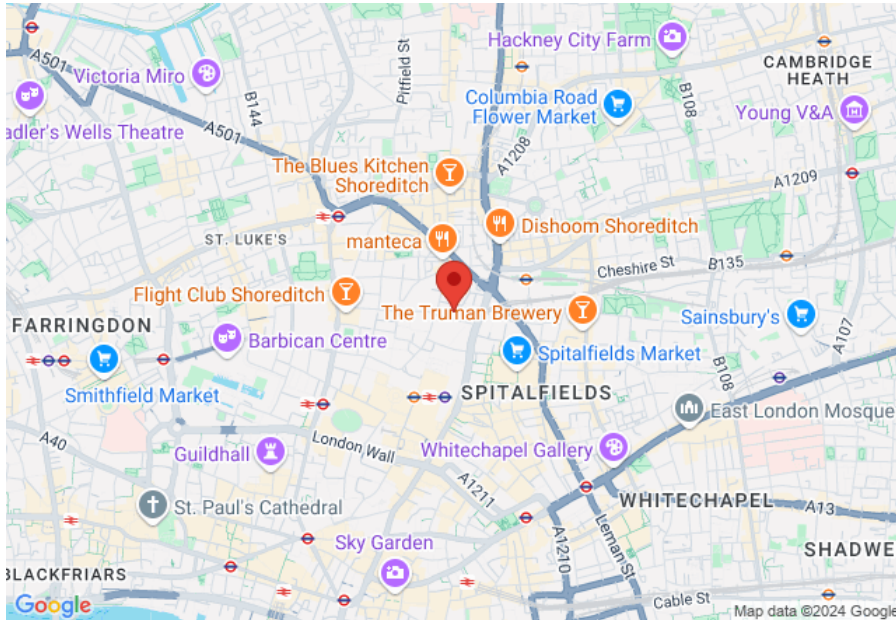 A501
Victoria Miro
Pitfield St
Hackney City Farm
CAMBRIDGE
HEATH
B144
B108
Columbia Road
Flower Market
Young V&A
adler's Wells Theatre
A501
A1208
The Blues Kitchen
Shoreditch
A1209
ST. LUKE'S
manteca
Dishoom Shoreditch
Cheshire St
B135
Flight Club Shoreditch
The Truman Brewery
Sainsbury's
A107
FARRINGDON
Barbican Centre
Spitalfields Market
B108
Smithfield Market
SPITALFIELDS
East London Mosque
A40
London Wall
Guildhall
Whitechapel Gallery
A1211
WHITECHAPEL
A13
St. Paul's Cathedral
Sky Garden
A1210
Leman St
SHADWE
BLACKFRIARS
Cable St
Google
Map data ©2024 Google